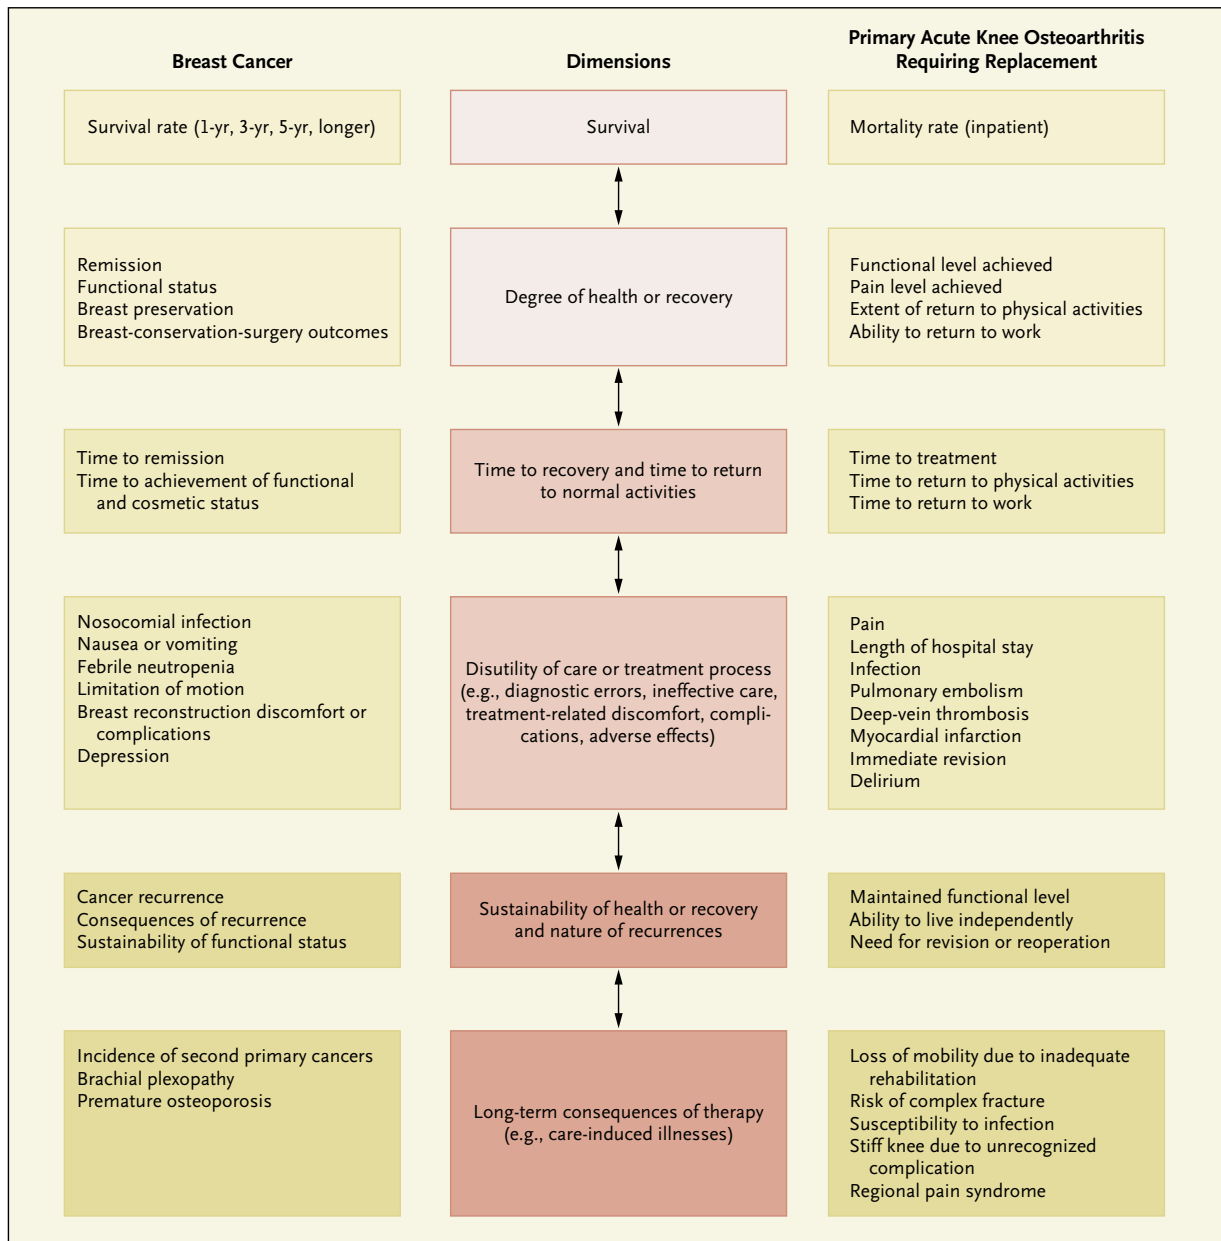 Breast Cancer
Dimensions
Primary Acute Knee Osteoarthritis
Requiring Replacement
Survival rate (1-yr, 3-yr, 5-yr, longer)
Survival
Mortality rate (inpatient)
Remission
Functional status
Breast preservation
Breast-conservation-surgery outcomes
Degree of health or recovery
Functional level achieved
Pain level achieved
Extent of return to physical activities
Ability to return to work
Time to remission
Time to achievement of functional
and cosmetic status
Time to recovery and time to return
to normal activities
Time to treatment
Time to return to physical activities
Time to return to work
Nosocomial infection
Nausea or vomiting
Febrile neutropenia
Limitation of motion
Breast reconstruction discomfort or
complications
Depression
Disutility of care or treatment process
(e.g., diagnostic errors, ineffective care,
treatment-related discomfort, compli-
cations, adverse effects)
Pain
Length of hospital stay
Infection
Pulmonary embolism
Deep-vein thrombosis
Myocardial infarction
Immediate revision
Delirium
Cancer recurrence
Consequences of recurrence
Sustainability of functional status
Sustainability of health or recovery
and nature of recurrences
Maintained functional level
Ability to live independently
Need for revision or reoperation
Incidence of second primary cancers
Brachial plexopathy
Premature osteoporosis
Long-term consequences of therapy
(e.g., care-induced illnesses)
Loss of mobility due to inadequate
rehabilitation
Risk of complex fracture
Susceptibility to infection
Stiff knee due to unrecognized
complication
Regional pain syndrome